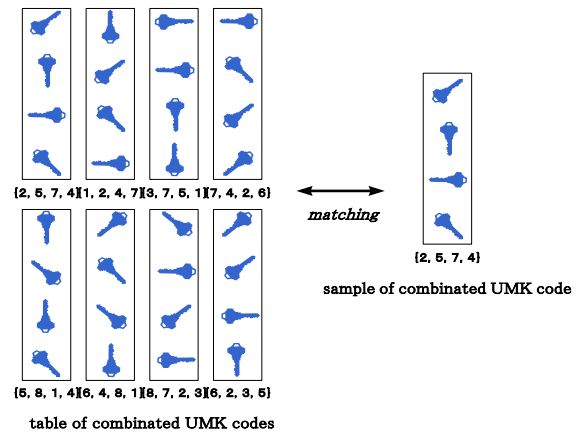 {2, 5, 7, 4}{1, 2, 4, 7}{3, 7, 5, 1}{7, 4, 2, 6}
matching
{2, 5, 7, 4}
sample of combinated UMK code
{5, 8, 1, 4}{6, 4, 8, 1}{8, 7, 2, 3}{6, 2, 3, 5}
table of combinated UMK codes